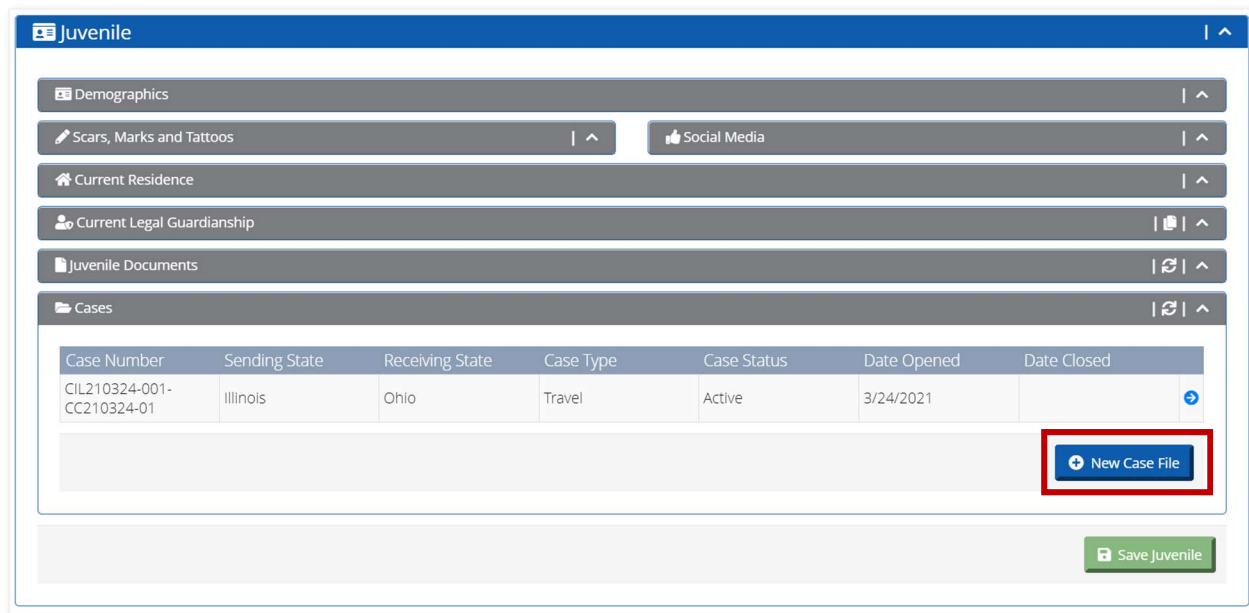 Juvenile
Demographics
Scars, Marks and Tattoos
Social Media
Current Residence
Current Legal Guardianship
Juvenile Documents
Cases
Case Number Sending State Receiving State Case Type Case Status Date Opened Date Closed
CIL210324-001-
CC210324-01 Illinois Ohio Travel Active 3/24/2021
New Case File
Save Juvenile